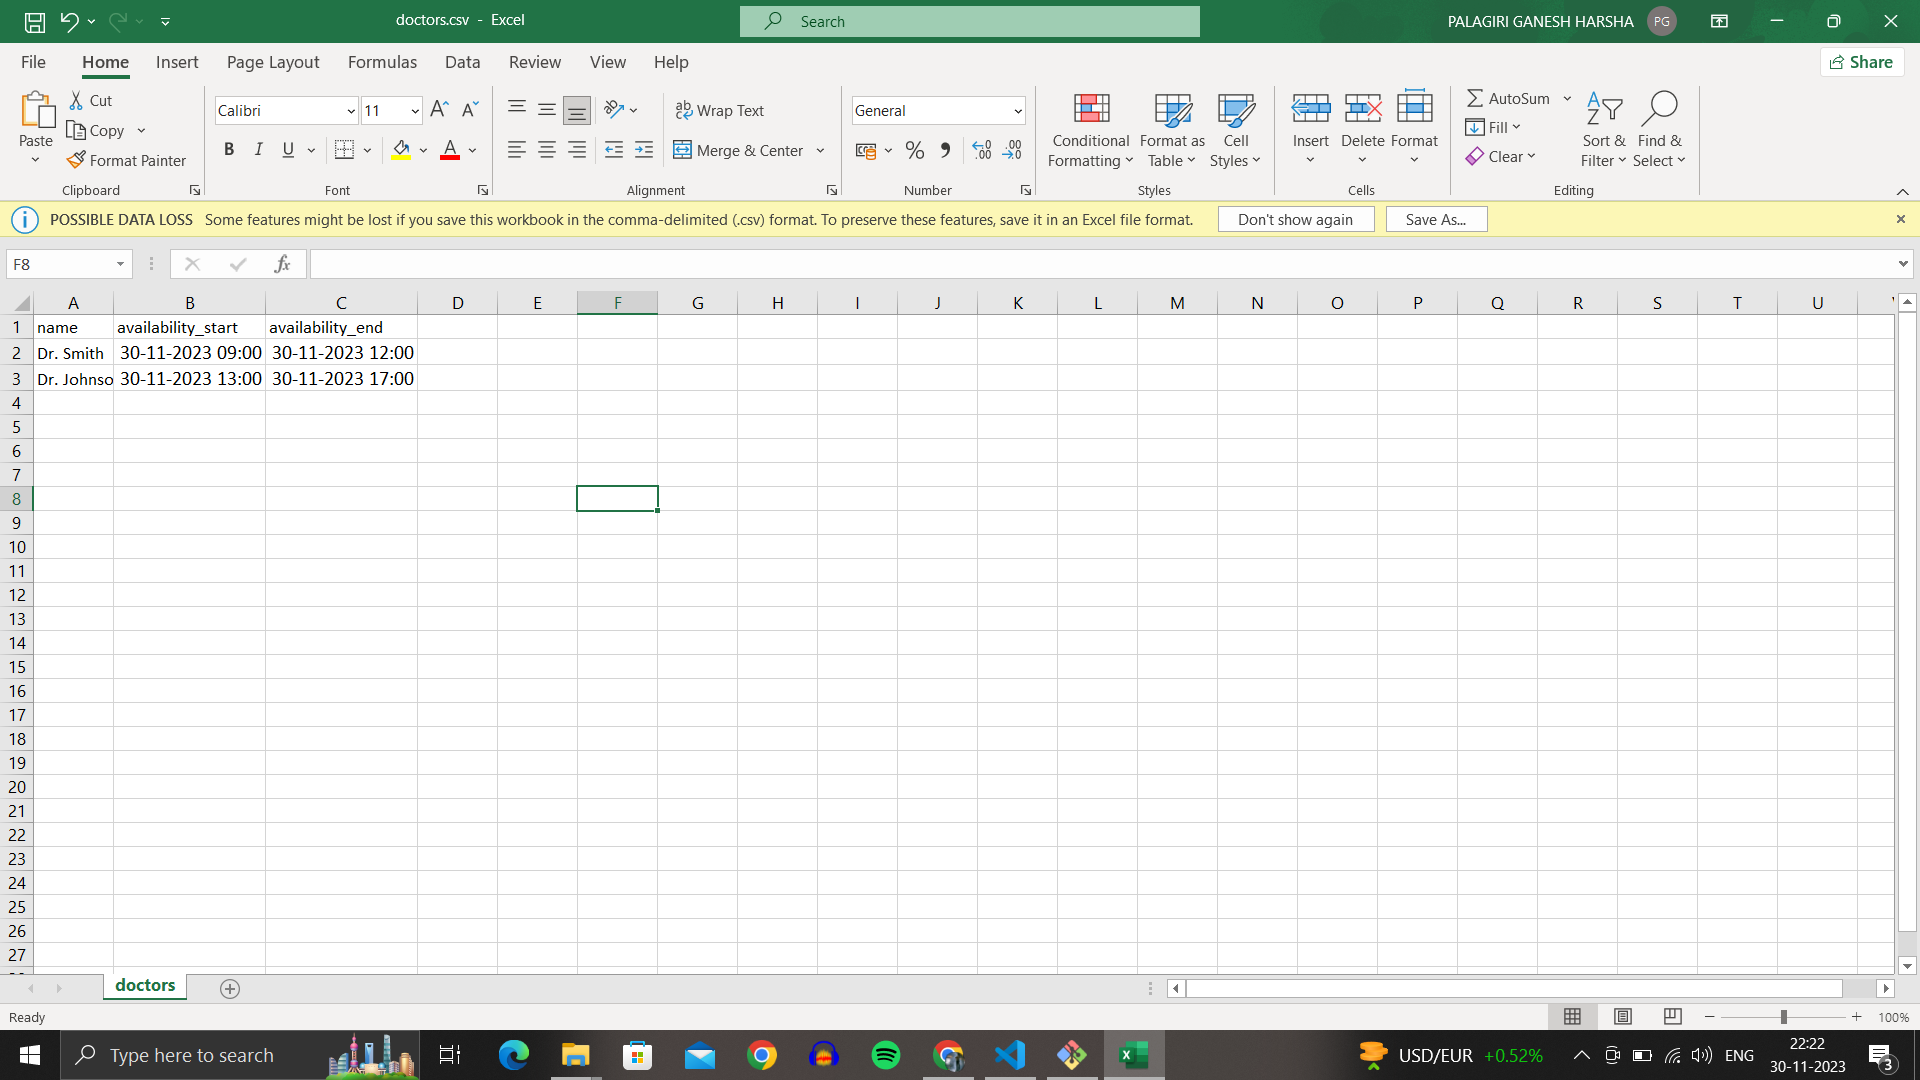 doctors.csv - Excel
Search
PALAGIRI GANESH HARSHA PG
File Home Insert Page Layout Formulas Data Review View Help
Share
Paste
Cut
Copy
Format Painter
Clipboard
Calibri 11
B I U
Font
Wrap Text
Merge & Center
Alignment
General
Number
Conditional Formatting
Format as Table
Cell Styles
Styles
Insert Delete Format
Cells
AutoSum
Fill
Clear
Sort & Filter
Find & Select
Editing
POSSIBLE DATA LOSS Some features might be lost if you save this workbook in the comma-delimited (.csv) format. To preserve these features, save it in an Excel file format. Don't show again Save As...
F8 fx
A B C D E F G H I J K L M N O P Q R S T U
1 name availability_start availability_end
2 Dr. Smith 30-11-2023 09:00 30-11-2023 12:00
3 Dr. Johnso 30-11-2023 13:00 30-11-2023 17:00
4
5
6
7
8
9
10
11
12
13
14
15
16
17
18
19
20
21
22
23
24
25
26
27
doctors
Ready
100%
Type here to search
USD/EUR +0.52%
ENG
22:22
30-11-2023
3